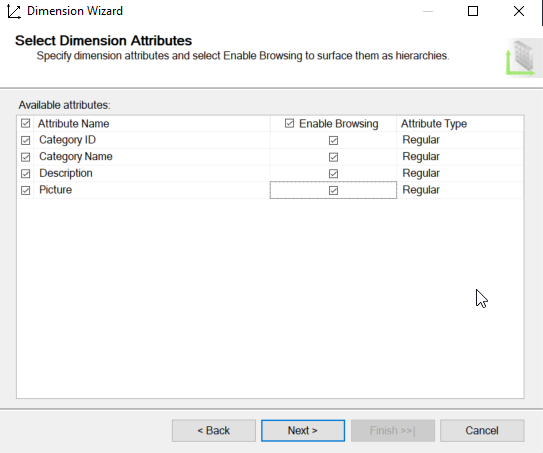 Dimension Wizard
Select Dimension Attributes
Specify dimension attributes and select Enable Browsing to surface them as hierarchies.
Available attributes:
Attribute Name Enable Browsing Attribute Type
Category ID Regular
Category Name Regular
Description Regular
Picture Regular
< Back Next > Finish >>| Cancel